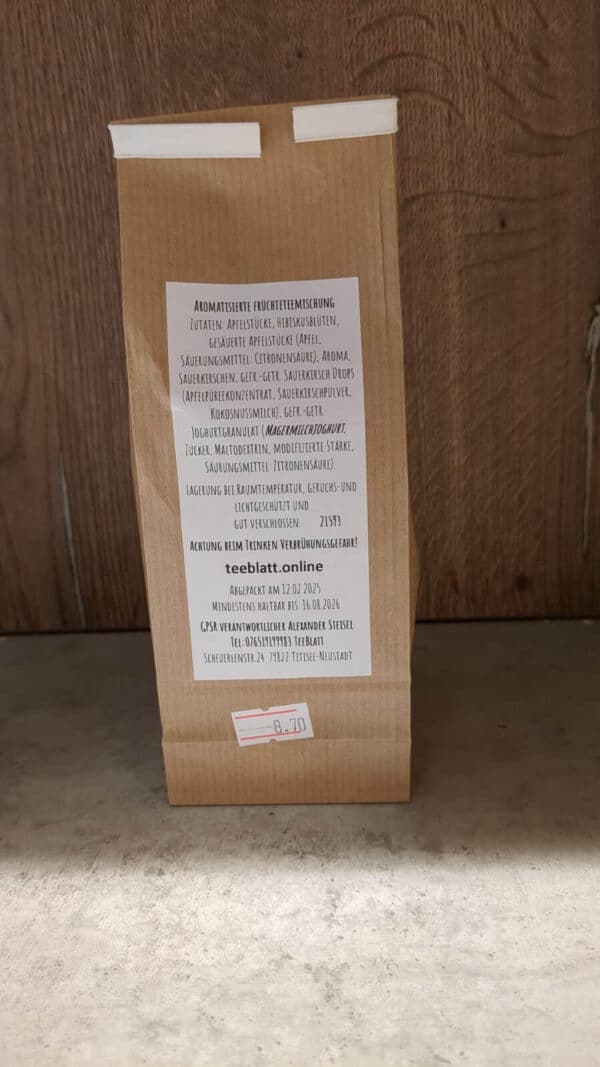 Aromatisierte Früchteteemischung
Zutaten: Apfelstücke, Hibiskusblüten,
gesäuerte Apfelstücke (Apfel,
Säuerungsmittel: Citronensäure), Aroma,
Sauerkirschen, gefr.-getr. Sauerkirsch Drops
(Apfelpüreekonzentrat, Sauerkirschpulver,
Kokosnussmilch), gefr.-getr.
Joghurtgranulat (Magermilchjoghurt,
Zucker, Maltodextrin, modifizierte Stärke,
Säurungsmittel: Zitronensäure).
Lagerung bei Raumtemperatur, geruchs-und
lichtgeschützt und
gut verschlossen. 21593
Achtung beim Trinken Verbrühungsgefahr!
teeblatt.online
Abgepackt am 12.02.2025
Mindestens haltbar bis: 16.08.2026
GPSR verantwortlicher Alexander Steisel
Tel:076519199983 TeeBlatt
Scheuerlenstr.24 79822 Titisee-Neustadt
8.70